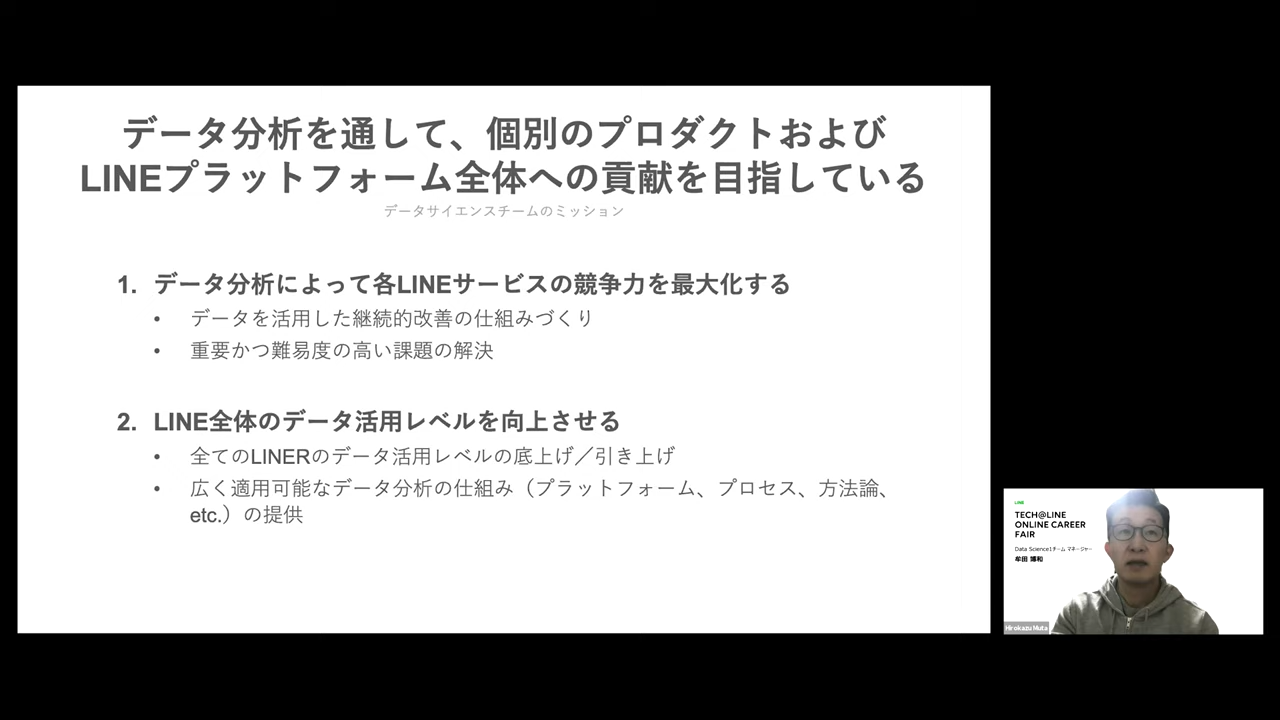 データ分析を通して、個別のプロダクトおよび
LINEプラットフォーム全体への貢献を目指している
データサイエンスチームのミッション
1. データ分析によって各LINEサービスの競争力を最大化する
• データを活用した継続的改善の仕組みづくり
• 重要かつ難易度の高い課題の解決
2. LINE全体のデータ活用レベルを向上させる
• 全てのLINERのデータ活用レベルの底上げ／引き上げ
• 広く適用可能なデータ分析の仕組み（プラットフォーム、プロセス、方法論、
etc.）の提供
LINE
TECH@LINE
ONLINE CAREER
FAIR
Data Science1チーム マネージャー
牟田 博和
Hirokazu Muta